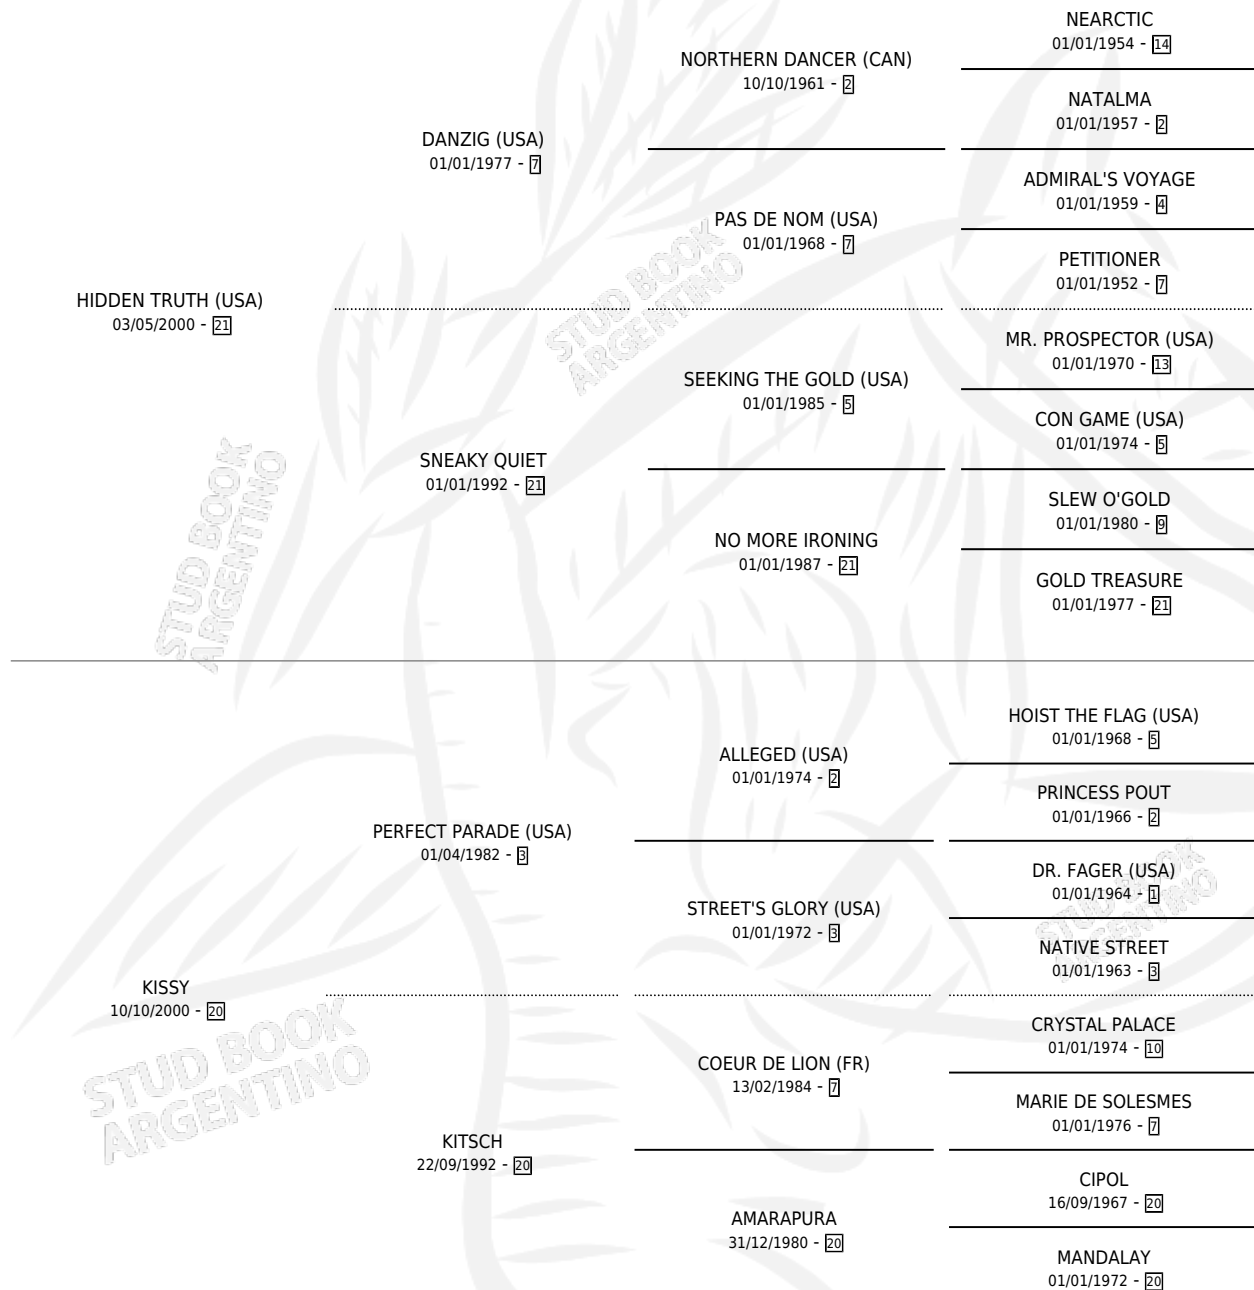 NEARCTIC
01/01/1954 - 14
NORTHERN DANCER (CAN)
10/10/1961 - 2
NATALMA
01/01/1957 - 2
DANZIG (USA)
01/01/1977 - 7
ADMIRAL'S VOYAGE
01/01/1959 - 4
PAS DE NOM (USA)
01/01/1968 - 7
PETITIONER
01/01/1952 - 7
HIDDEN TRUTH (USA)
03/05/2000 - 21
STUD BOOK
ARGENTINO
MR. PROSPECTOR (USA)
01/01/1970 - 13
SEEKING THE GOLD (USA)
01/01/1985 - 5
CON GAME (USA)
01/01/1974 - 5
SNEAKY QUIET
01/01/1992 - 21
SLEW O'GOLD
01/01/1980 - 9
NO MORE IRONING
01/01/1987 - 21
GOLD TREASURE
01/01/1977 - 21
STUD BOOK
ARGENTINO
HOIST THE FLAG (USA)
01/01/1968 - 5
ALLEGED (USA)
01/01/1974 - 2
PRINCESS POUT
01/01/1966 - 2
PERFECT PARADE (USA)
01/04/1982 - 3
DR. FAGER (USA)
01/01/1964 - 1
STREET'S GLORY (USA)
01/01/1972 - 3
STUD BOOK
ARGENTINO
NATIVE STREET
01/01/1963 - 3
KISSY
10/10/2000 - 20
CRYSTAL PALACE
01/01/1974 - 10
COEUR DE LION (FR)
13/02/1984 - 7
STUD BOOK
ARGENTINO
MARIE DE SOLESMES
01/01/1976 - 7
KITSCH
22/09/1992 - 20
CIPOL
16/09/1967 - 20
AMARAPURA
31/12/1980 - 20
MANDALAY
01/01/1972 - 20